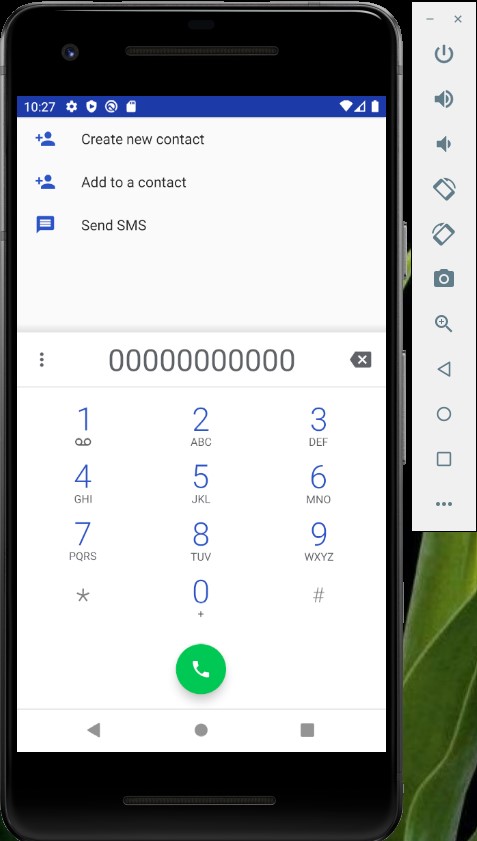 10:27
Create new contact
Add to a contact
Send SMS
00000000000
1 2 3
ABC DEF
4 5 6
GHI JKL MNO
7 8 9
PQRS TUV WXYZ
* 0 #
+